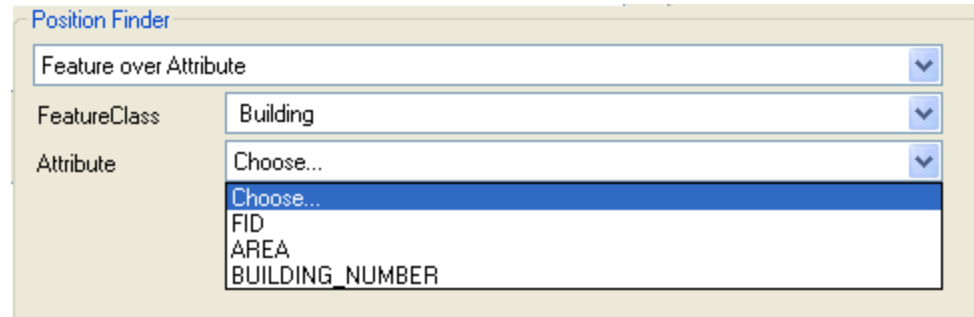 Position Finder
Feature over Attribute
FeatureClass Building
Attribute Choose...
Choose...
FID
AREA
BUILDING_NUMBER